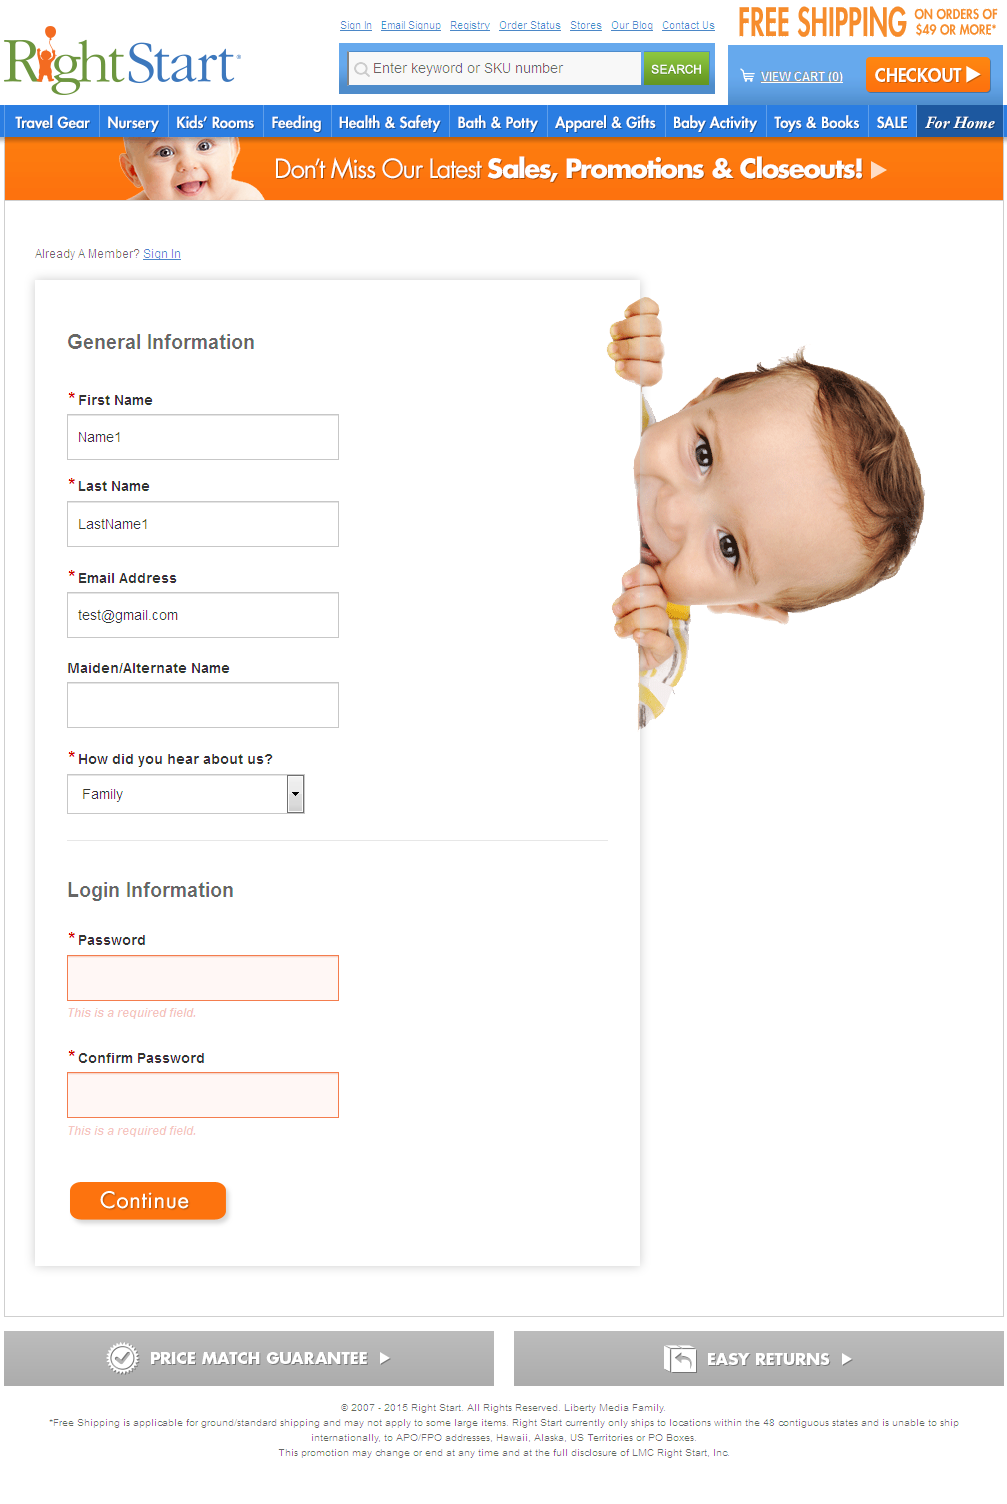 Sign In Email Signup Registry Order Status Stores Our Blog Contact Us
FREE SHIPPING ON ORDERS OF $49 OR MORE*
RightStart®
Enter keyword or SKU number SEARCH
VIEW CART (0) CHECKOUT
Travel Gear Nursery Kids' Rooms Feeding Health & Safety Bath & Potty Apparel & Gifts Baby Activity Toys & Books SALE For Home
Don't Miss Our Latest Sales, Promotions & Closeouts!
Already A Member? Sign In
General Information
* First Name
Name1
* Last Name
LastName1
* Email Address
test@gmail.com
Maiden/Alternate Name
* How did you hear about us?
Family
Login Information
* Password
This is a required field.
* Confirm Password
This is a required field.
Continue
PRICE MATCH GUARANTEE EASY RETURNS
© 2007 - 2016 Right Start. All Rights Reserved. Liberty Media Family.
*Free Shipping is applicable for ground/standard shipping and may not apply to some large items. Right Start currently only ships to locations within the 48 contiguous states and is unable to ship
internationally, to APO/FPO addresses, Hawaii, Alaska, US Territories or PO Boxes.
This promotion may change or end at any time and at the full disclosure of LMC Right Start, Inc.